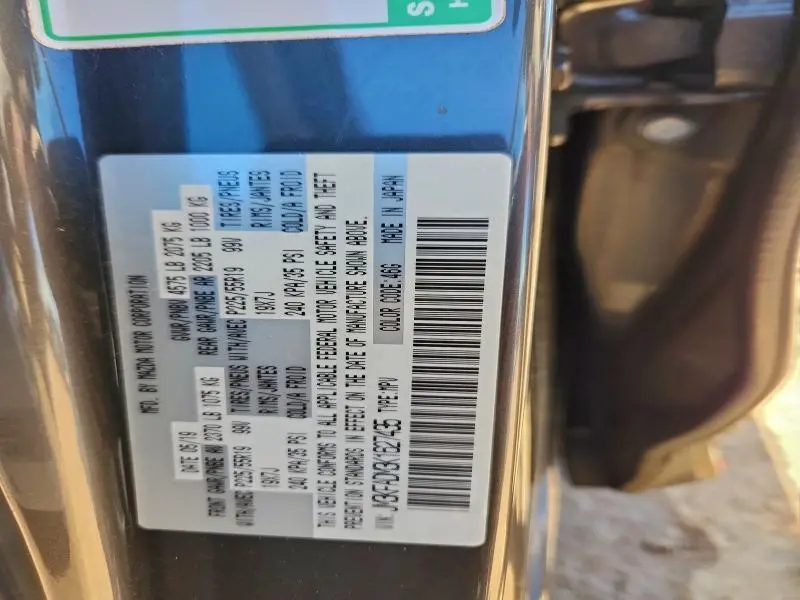 MFD. BY MAZDA MOTOR CORPORATION
DATE 05/19 GVWR/PNBV 4575 LB 2075 KG
FRONT GAWR/PNBE AV 2370 LB 1075 KG REAR GAWR/PNBE AR 2205 LB 1000 KG
WITH/AVEC P225/55R19 99V TIRES/PNEUS WITH/AVEC P225/55R19 99V TIRES/PNEUS
19X7J RIMS/JANTES 19X7J RIMS/JANTES
240 KPA/35 PSI COLD/A FROID 240 KPA/35 PSI COLD/A FROID
THIS VEHICLE CONFORMS TO ALL APPLICABLE FEDERAL MOTOR VEHICLE SAFETY AND THEFT
PREVENTION STANDARDS IN EFFECT ON THE DATE OF MANUFACTURE SHOWN ABOVE.
VIN: TYPE:MPV COLOR CODE:46G MADE IN JAPAN